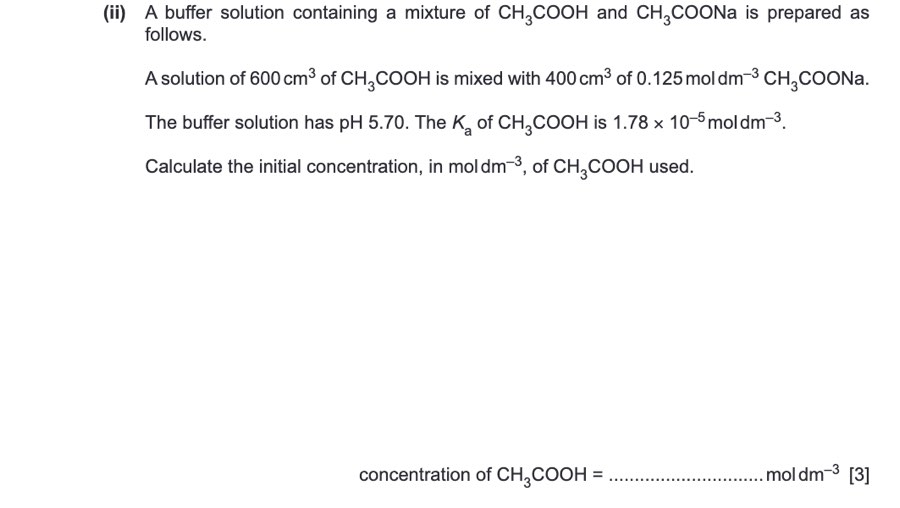 (ii) A buffer solution containing a mixture of CH₃COOH and CH₃COONa is prepared as
follows.
A solution of 600 cm³ of CH₃COOH is mixed with 400 cm³ of 0.125 mol dm⁻³ CH₃COONa.
The buffer solution has pH 5.70. The Kₐ of CH₃COOH is 1.78 × 10⁻⁵ mol dm⁻³.
Calculate the initial concentration, in mol dm⁻³, of CH₃COOH used.
concentration of CH₃COOH = .............................. mol dm⁻³ [3]